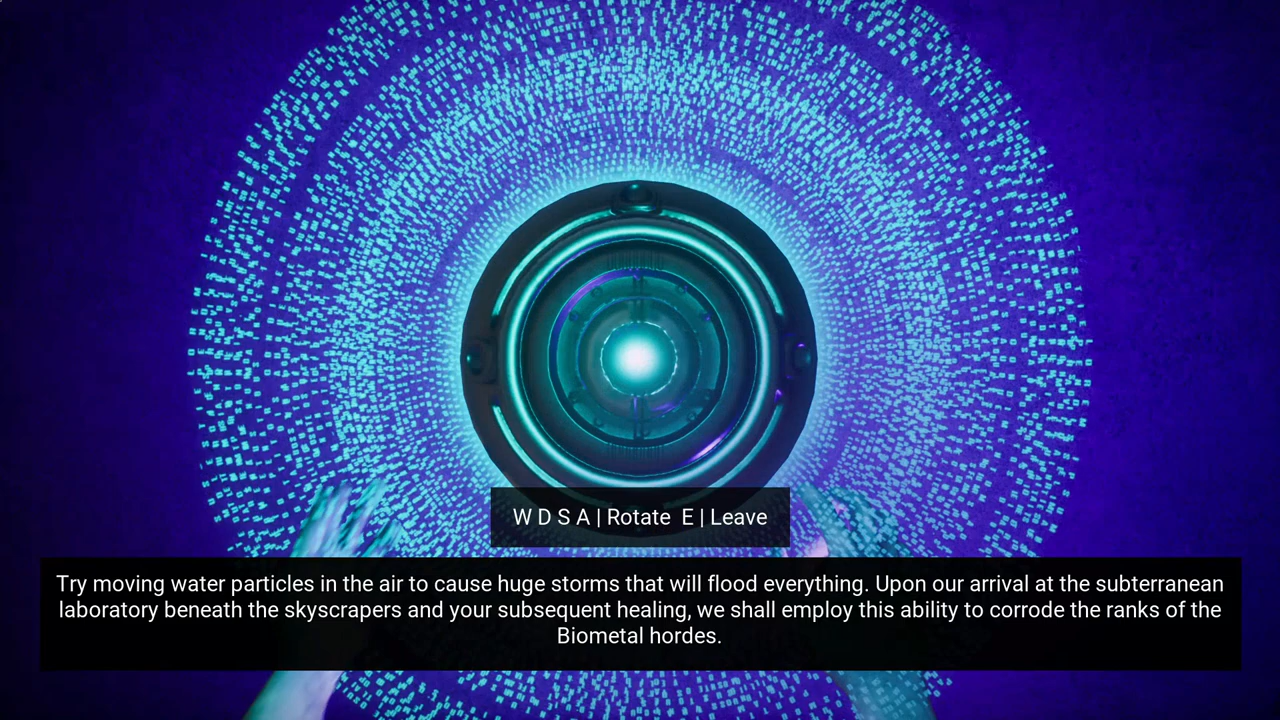 W D S A | Rotate E | Leave
Try moving water particles in the air to cause huge storms that will flood everything. Upon our arrival at the subterranean
laboratory beneath the skyscrapers and your subsequent healing, we shall employ this ability to corrode the ranks of the
Biometal hordes.